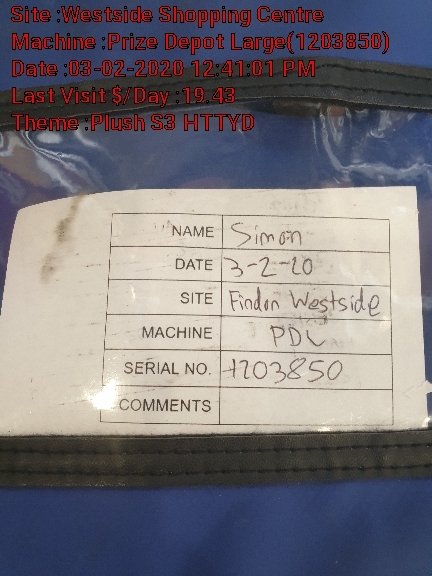 Site :Westside Shopping Centre
Machine :Prize Depot Large(1203850)
Date :03-02-2020 12:41:01 PM
Last Visit $/Day :19.43
Theme :Plush S3 HTTYD
NAME Simon
DATE 3-2-20
SITE Findon Westside
MACHINE PDL
SERIAL NO. 1203850
COMMENTS